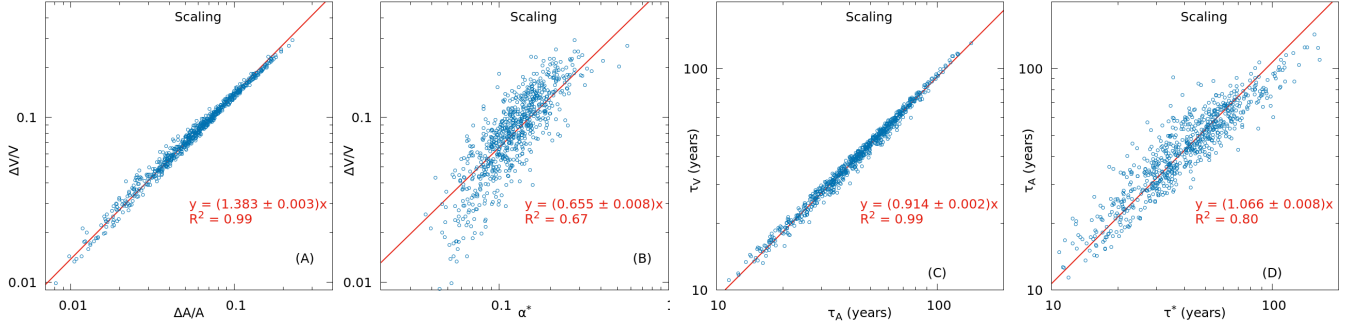 Scaling
0.1
0.01
ΔV/V
y = (1.383 ± 0.003)x
R² = 0.99
(A)
0.01
0.1
ΔA/A
Scaling
0.1
0.01
ΔV/V
y = (0.655 ± 0.008)x
R² = 0.67
(B)
0.1
1
α*
Scaling
100
10
τV (years)
y = (0.914 ± 0.002)x
R² = 0.99
(C)
10
100
τA (years)
Scaling
100
10
τA (years)
y = (1.066 ± 0.008)x
R² = 0.80
(D)
10
100
τ* (years)